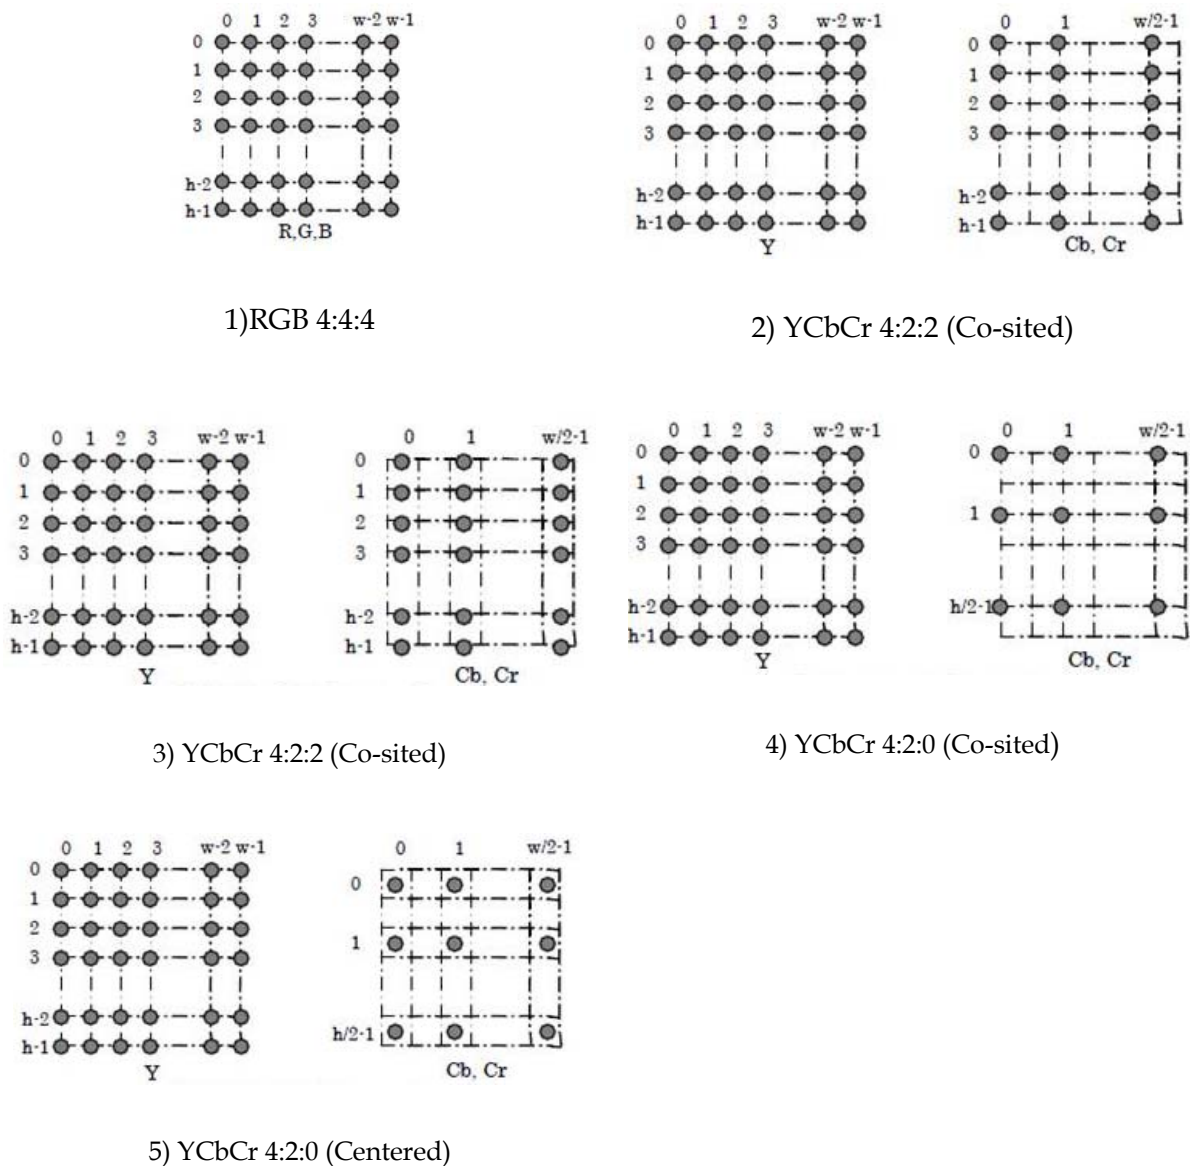 0 1 2 3 w-2 w-1
0
1
2
3
h-2
h-1
R,G,B
1)RGB 4:4:4
0 1 2 3 w-2 w-1
0
1
2
3
h-2
h-1
Y
0 1 w/2-1
0
1
2
3
h-2
h-1
Cb, Cr
2) YCbCr 4:2:2 (Co-sited)
0 1 2 3 w-2 w-1
0
1
2
3
h-2
h-1
Y
0 1 w/2-1
0
1
2
3
h-2
h-1
Cb, Cr
3) YCbCr 4:2:2 (Co-sited)
0 1 2 3 w-2 w-1
0
1
2
3
h-2
h-1
Y
0 1 w/2-1
0
1
h/2-1
Cb, Cr
4) YCbCr 4:2:0 (Co-sited)
0 1 2 3 w-2 w-1
0
1
2
3
h-2
h-1
Y
0 1 w/2-1
0
1
h/2-1
Cb, Cr
5) YCbCr 4:2:0 (Centered)